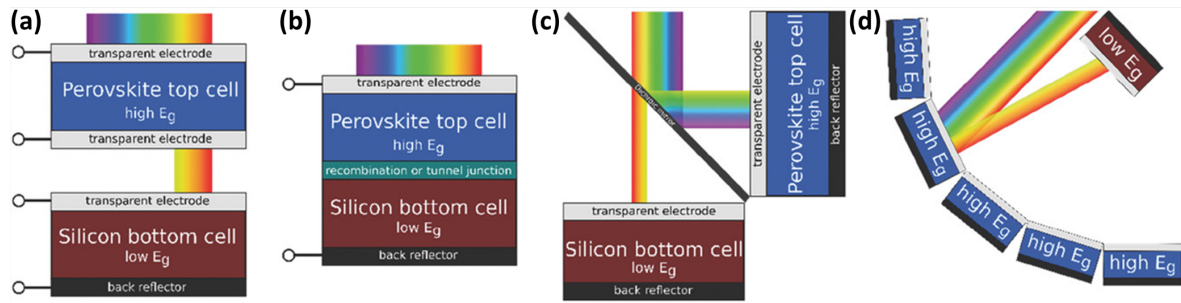 (a)
transparent electrode
Perovskite top cell
high Eg
transparent electrode
transparent electrode
Silicon bottom cell
low Eg
back reflector
(b)
transparent electrode
Perovskite top cell
high Eg
recombination or tunnel junction
Silicon bottom cell
low Eg
back reflector
(c)
Dichroic mirror
transparent electrode
Perovskite top cell
high Eg
back reflector
transparent electrode
Silicon bottom cell
low Eg
back reflector
(d)
high Eg
low Eg
high Eg
high Eg
high Eg
high Eg